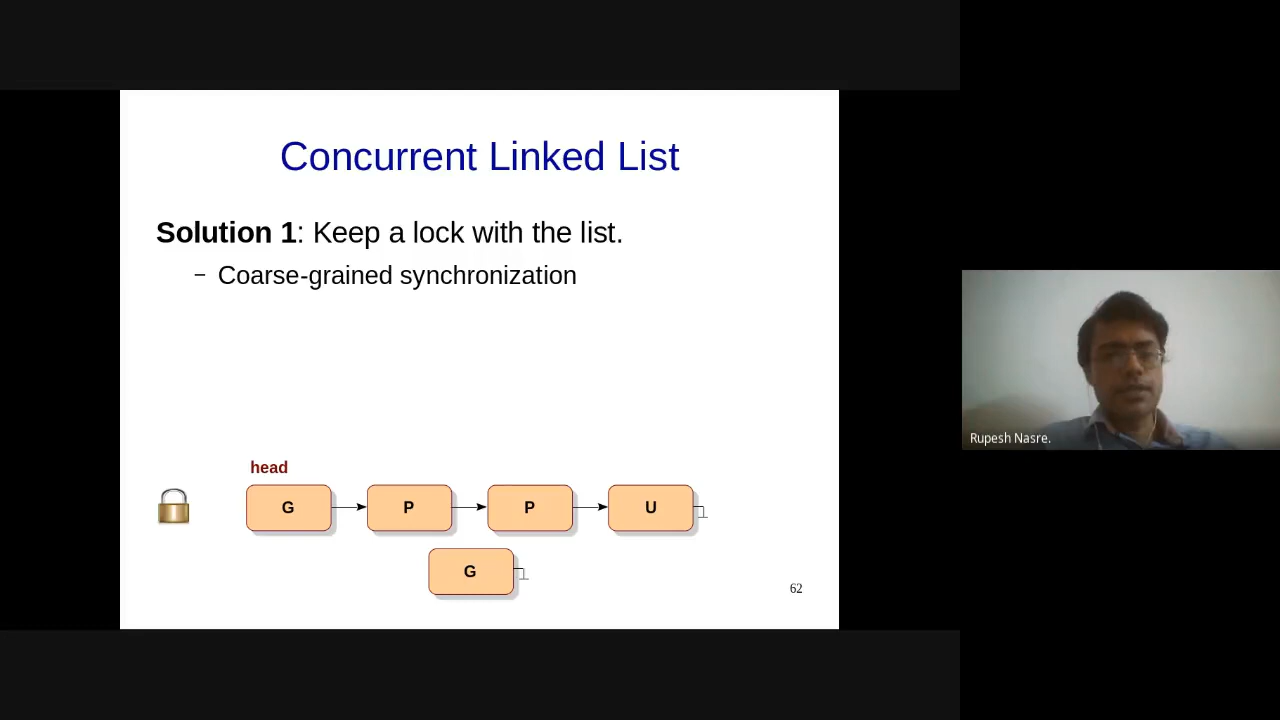 Concurrent Linked List
Solution 1: Keep a lock with the list.
– Coarse-grained synchronization
head
G P P U
G
62
Rupesh Nasre.